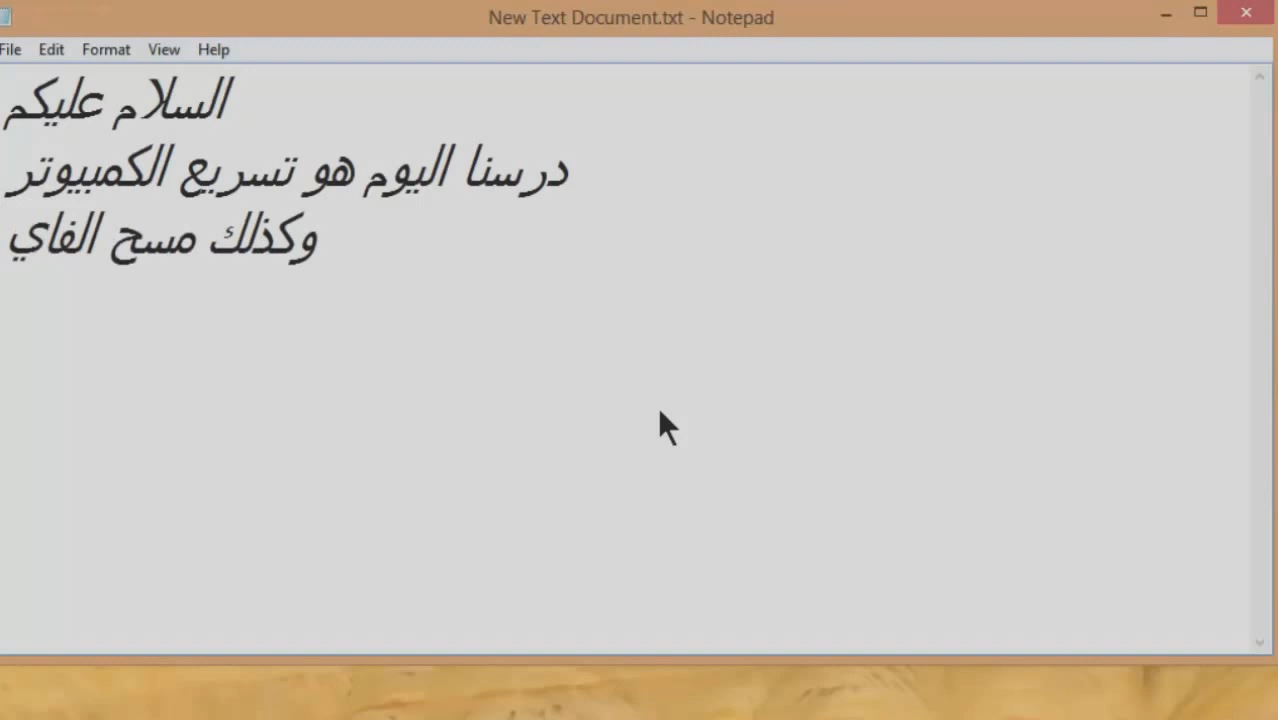 New Text Document.txt - Notepad
File Edit Format View Help
السلام عليكم
درسنا اليوم هو تسريع الكمبيوتر
وكذلك مسح الفاي